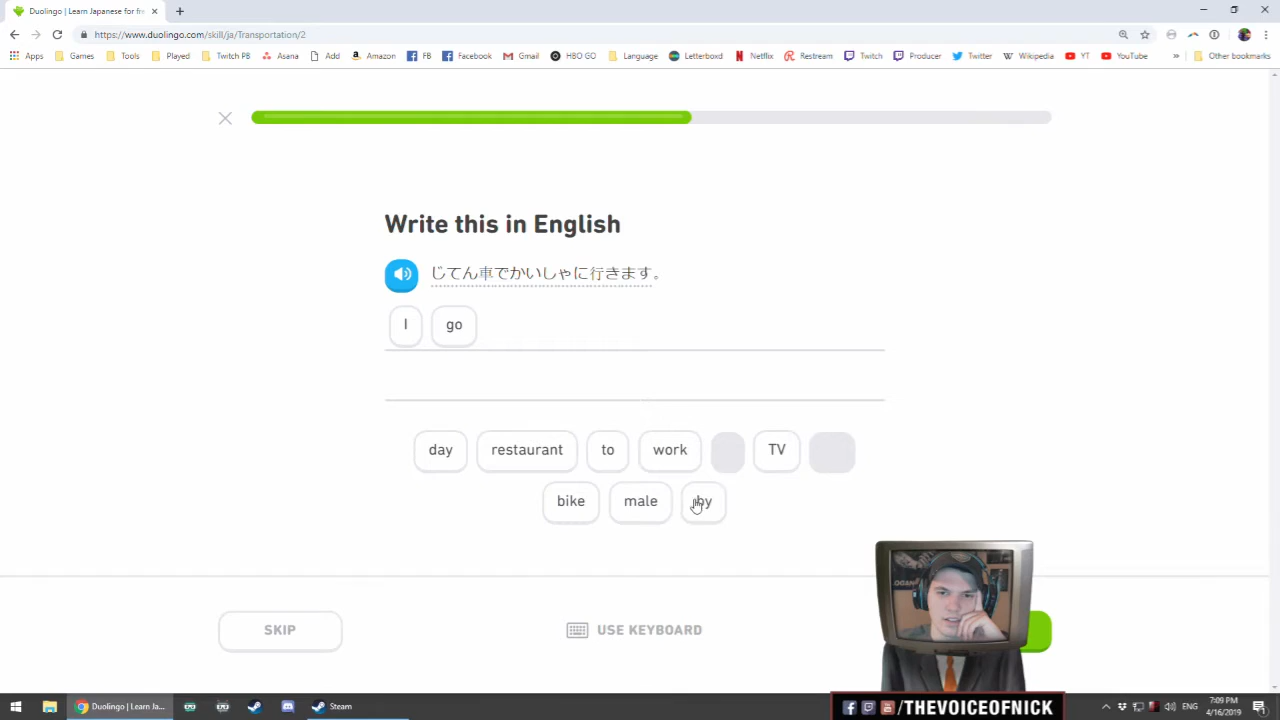 Duolingo | Learn Japanese for fre
https://www.duolingo.com/skill/ja/Transportation/2
Apps Games Tools Played Twitch PB Asana Add Amazon FB Facebook Gmail HBO GO Language Letterboxd Netflix Restream Twitch Producer Twitter Wikipedia YT YouTube » Other bookmarks
Write this in English
じてん車でかいしゃに行きます。
I go
day restaurant to work TV
bike male by
SKIP USE KEYBOARD
Duolingo | Learn Ja... Steam
/THEVOICEOFNICK
ENG
7:09 PM
4/16/2019